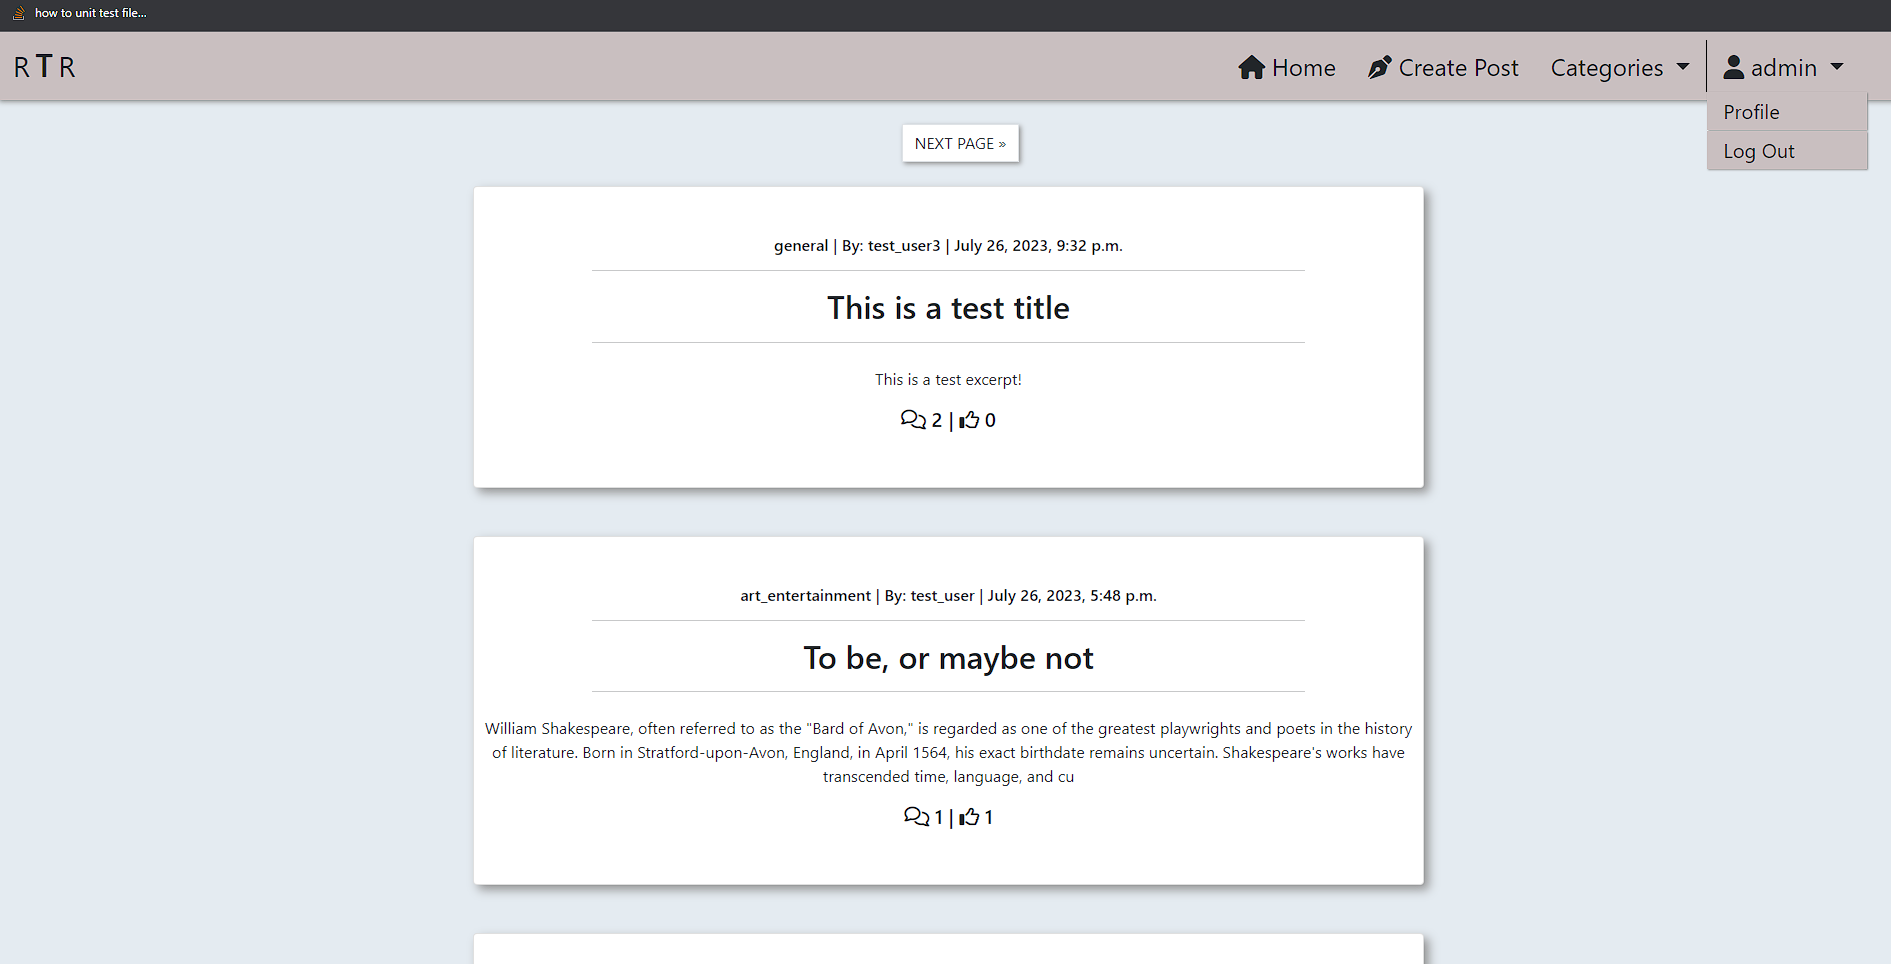 how to unit test file...
R T R
Home Create Post Categories admin
Profile
Log Out
NEXT PAGE »
general | By: test_user3 | July 26, 2023, 9:32 p.m.
This is a test title
This is a test excerpt!
2 | 0
art_entertainment | By: test_user | July 26, 2023, 5:48 p.m.
To be, or maybe not
William Shakespeare, often referred to as the "Bard of Avon," is regarded as one of the greatest playwrights and poets in the history
of literature. Born in Stratford-upon-Avon, England, in April 1564, his exact birthdate remains uncertain. Shakespeare's works have
transcended time, language, and cu
1 | 1